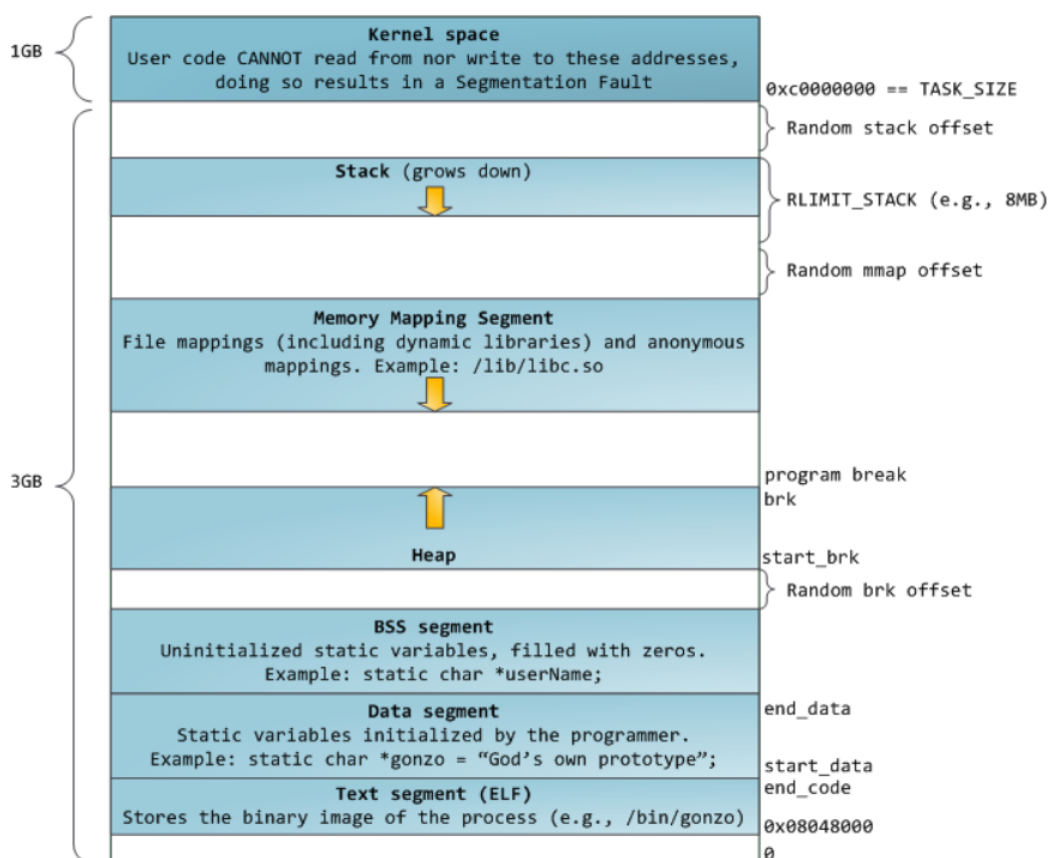 1GB
Kernel space
User code CANNOT read from nor write to these addresses,
doing so results in a Segmentation Fault
0xc0000000 == TASK_SIZE
Random stack offset
Stack (grows down)
RLIMIT_STACK (e.g., 8MB)
Random mmap offset
Memory Mapping Segment
File mappings (including dynamic libraries) and anonymous
mappings. Example: /lib/libc.so
3GB
program break
brk
Heap
start_brk
Random brk offset
BSS segment
Uninitialized static variables, filled with zeros.
Example: static char *userName;
end_data
Data segment
Static variables initialized by the programmer.
Example: static char *gonzo = “God’s own prototype”;
start_data
end_code
Text segment (ELF)
Stores the binary image of the process (e.g., /bin/gonzo)
0x08048000
0